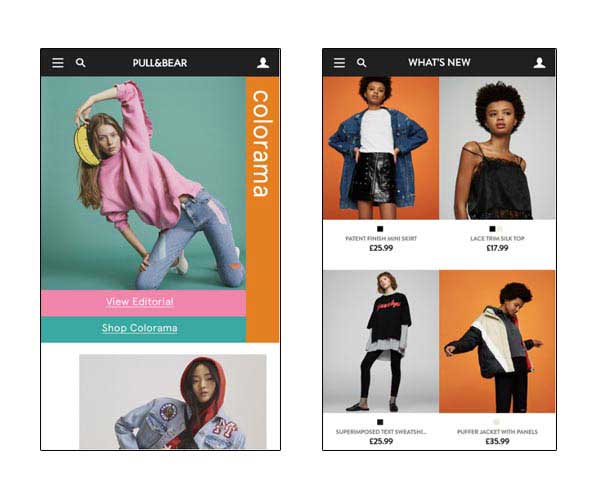 PULL&BEAR
colorama
View Editorial
Shop Colorama
M
WHAT'S NEW
PATENT FINISH MINI SKIRT
£25.99
LACE TRIM SILK TOP
£17.99
SUPERIMPOSED TEXT SWEATSHI...
£25.99
PUFFER JACKET WITH PANELS
£35.99